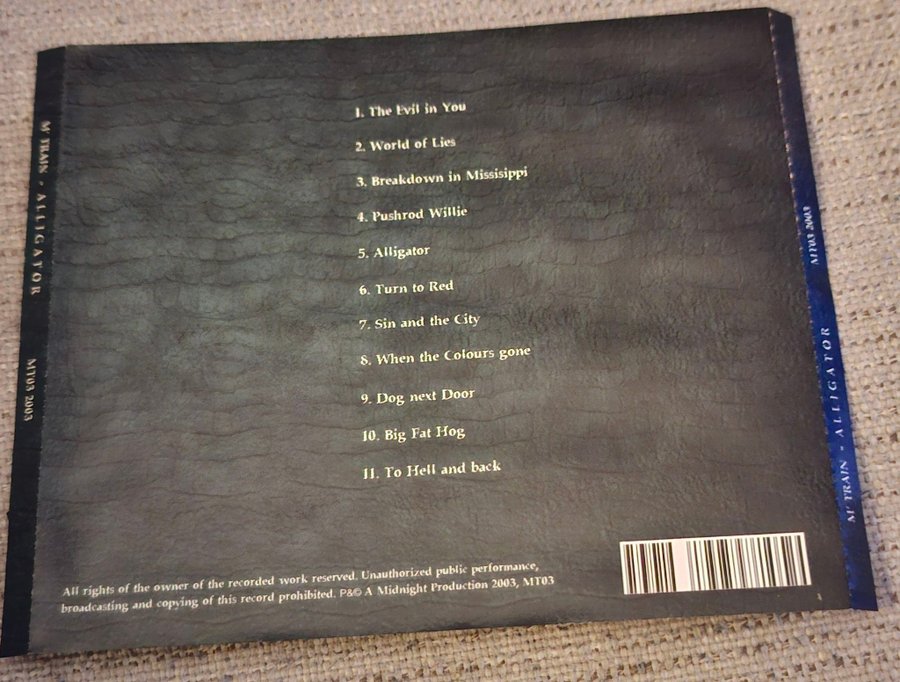 M' TRAIN - ALLIGATOR
MT03 2003
1. The Evil in You
2. World of Lies
3. Breakdown in Missisippi
4. Pushrod Willie
5. Alligator
6. Turn to Red
7. Sin and the City
8. When the Colours gone
9. Dog next Door
10. Big Fat Hog
11. To Hell and back
All rights of the owner of the recorded work reserved. Unauthorized public performance,
broadcasting and copying of this record prohibited. P&© A Midnight Production 2003, MT03
M' TRAIN - ALLIGATOR
MT03 2003